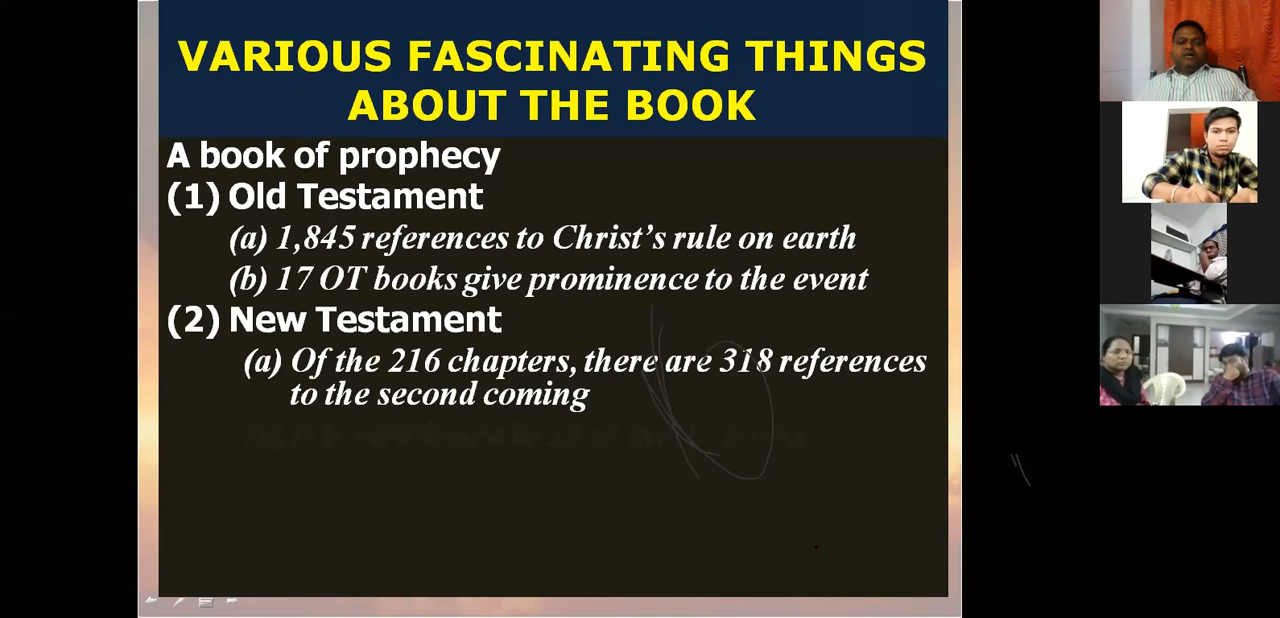 VARIOUS FASCINATING THINGS
ABOUT THE BOOK
A book of prophecy
(1) Old Testament
(a) 1,845 references to Christ's rule on earth
(b) 17 OT books give prominence to the event
(2) New Testament
(a) Of the 216 chapters, there are 318 references
to the second coming